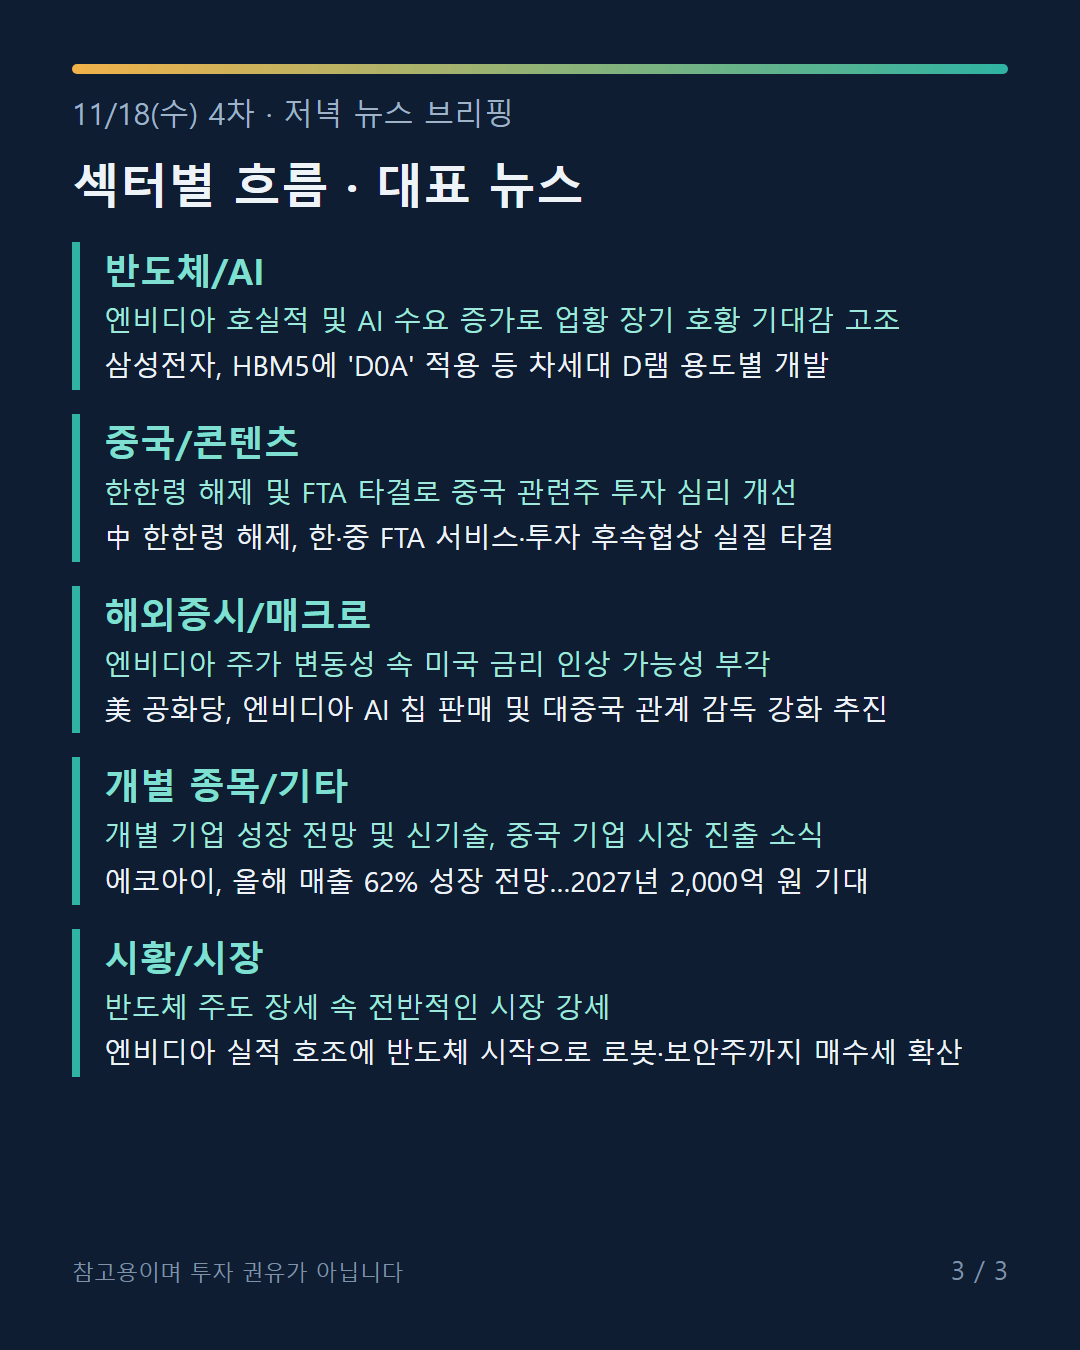 11/18(수) 4차 · 저녁 뉴스 브리핑
섹터별 흐름 · 대표 뉴스
반도체/AI
엔비디아 호실적 및 AI 수요 증가로 업황 장기 호황 기대감 고조
삼성전자, HBM5에 'D0A' 적용 등 차세대 D램 용도별 개발
중국/콘텐츠
한한령 해제 및 FTA 타결로 중국 관련주 투자 심리 개선
中 한한령 해제, 한·중 FTA 서비스·투자 후속협상 실질 타결
해외증시/매크로
엔비디아 주가 변동성 속 미국 금리 인상 가능성 부각
美 공화당, 엔비디아 AI 칩 판매 및 대중국 관계 감독 강화 추진
개별 종목/기타
개별 기업 성장 전망 및 신기술, 중국 기업 시장 진출 소식
에코아이, 올해 매출 62% 성장 전망…2027년 2,000억 원 기대
시황/시장
반도체 주도 장세 속 전반적인 시장 강세
엔비디아 실적 호조에 반도체 시작으로 로봇·보안주까지 매수세 확산
참고용이며 투자 권유가 아닙니다
3 / 3